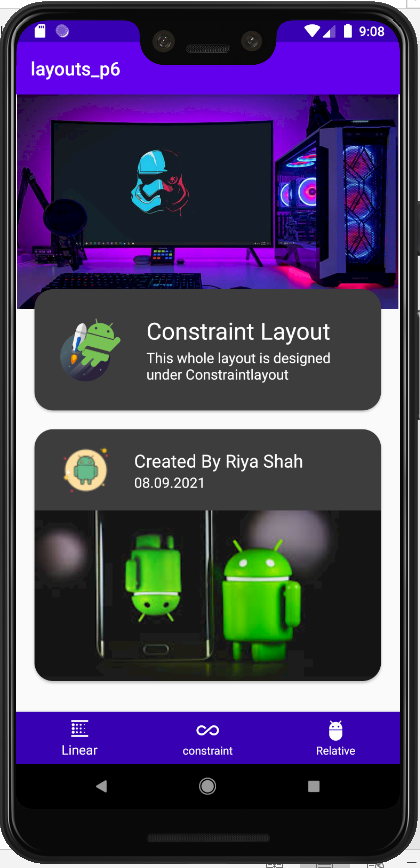 9:08
layouts_p6
Constraint Layout
This whole layout is designed
under Constraintlayout
Created By Riya Shah
08.09.2021
Linear
constraint
Relative